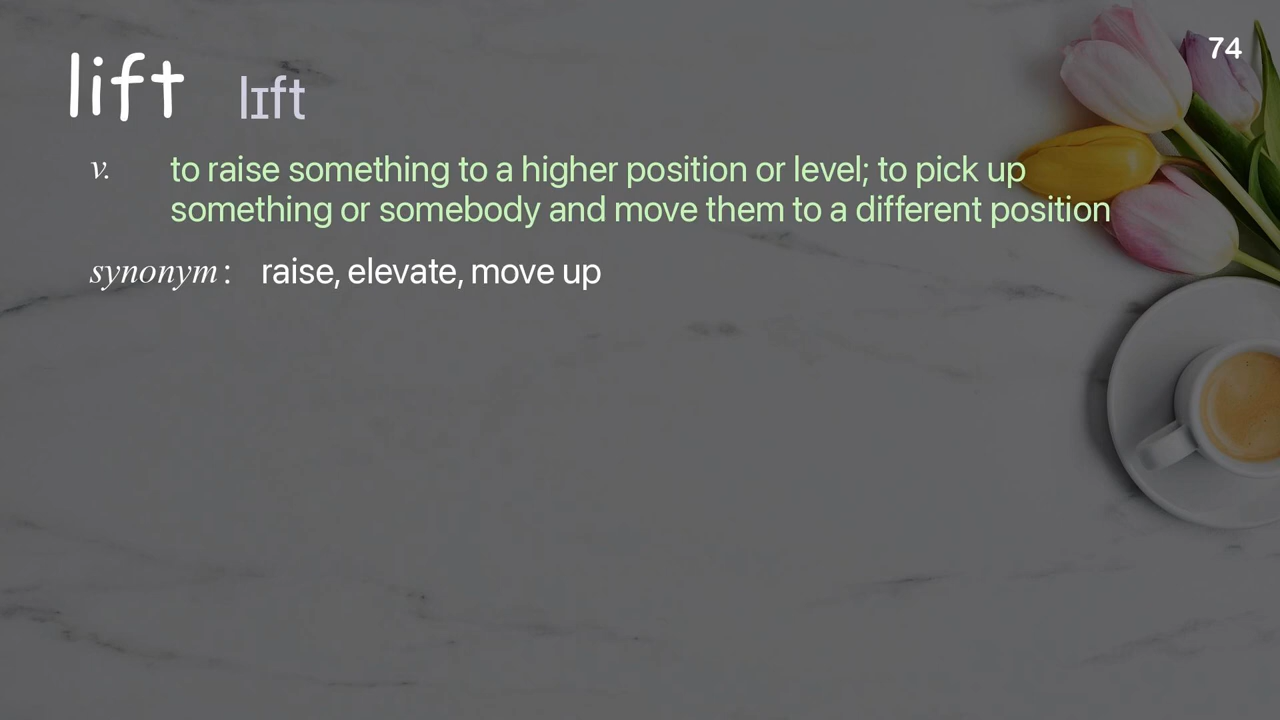 74
lift lɪft
v. to raise something to a higher position or level; to pick up
something or somebody and move them to a different position
synonym : raise, elevate, move up